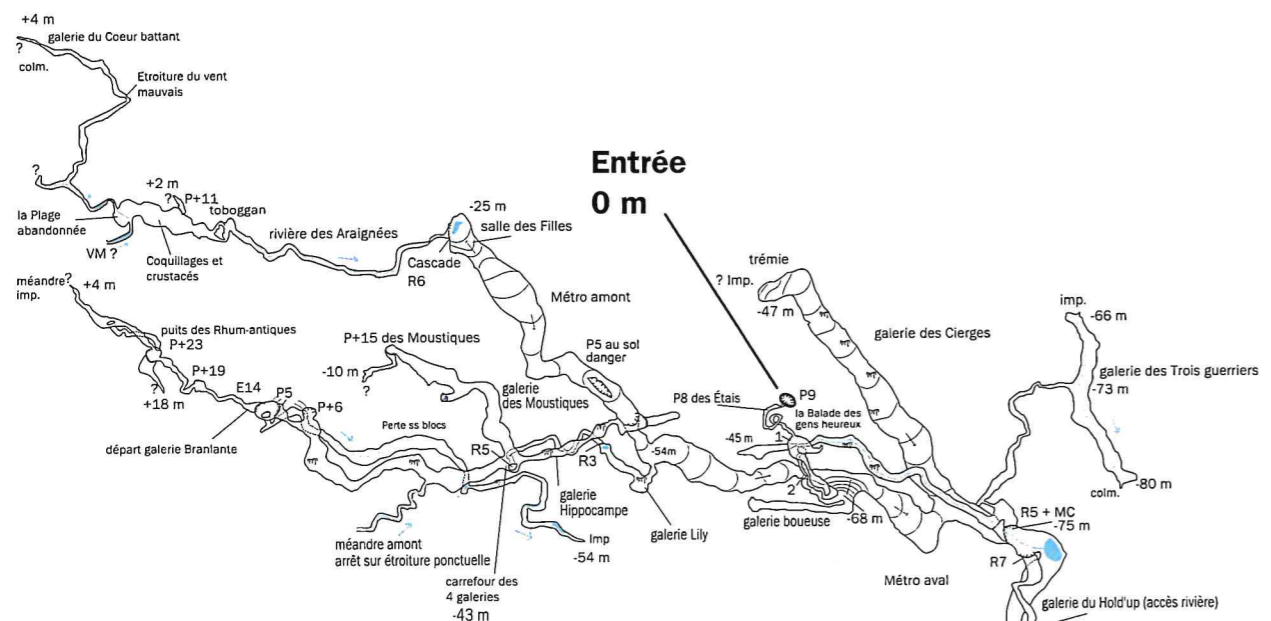 +4 m
galerie du Coeur battant
?
colm.
Etroiture du vent
mauvais
Entrée
0 m
?
+2 m
?
P+11
toboggan
la Plage
abandonnée
VM ?
Coquillages et
crustacés
rivière des Araignées
-25 m
salle des Filles
Cascade
R6
Métro amont
trémie
? Imp.
-47 m
galerie des Cierges
imp.
-66 m
méandre?
imp.
+4 m
puits des Rhum-antiques
P+23
P+19
?
+18 m
E14
P5
P+6
départ galerie Branlante
P+15 des Moustiques
-10 m
?
galerie
des Moustiques
P5 au sol
danger
P8 des Étais
P9
la Balade des
gens heureux
galerie des Trois guerriers
-73 m
Perte ss blocs
R5
R3
3
-54m
-45 m
1
2
galerie
Hippocampe
galerie Lily
galerie boueuse
-68 m
-80 m
colm.
R5 + MC
-75 m
R7
Métro aval
méandre amont
arrêt sur étroiture ponctuelle
Imp
-54 m
carrefour des
4 galeries
-43 m
galerie du Hold'up (accès rivière)